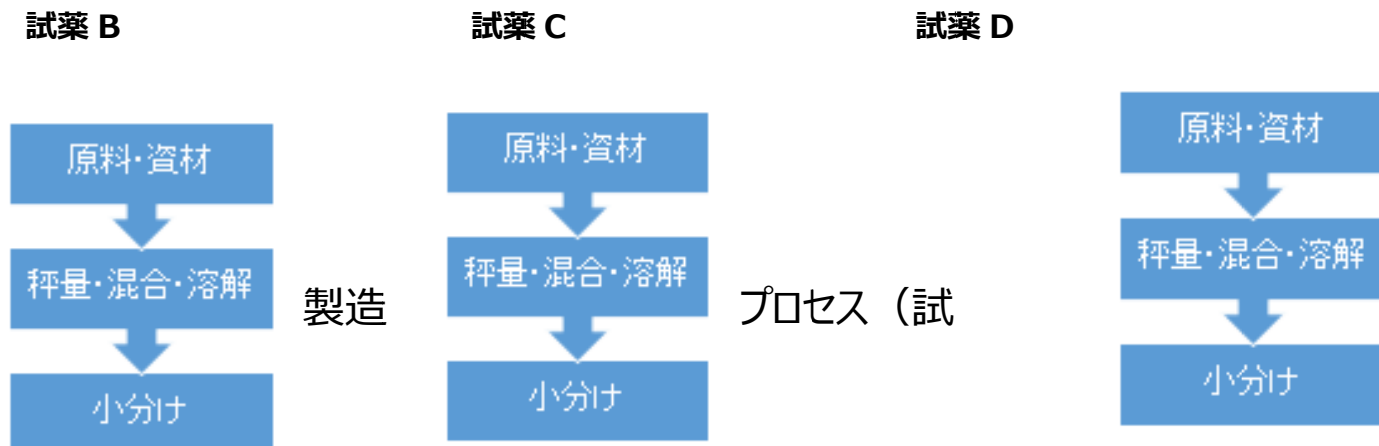 試薬 B
試薬 C
試薬 D
原料・資材
秤量・混合・溶解
小分け
製造
原料・資材
秤量・混合・溶解
小分け
プロセス（試
原料・資材
秤量・混合・溶解
小分け